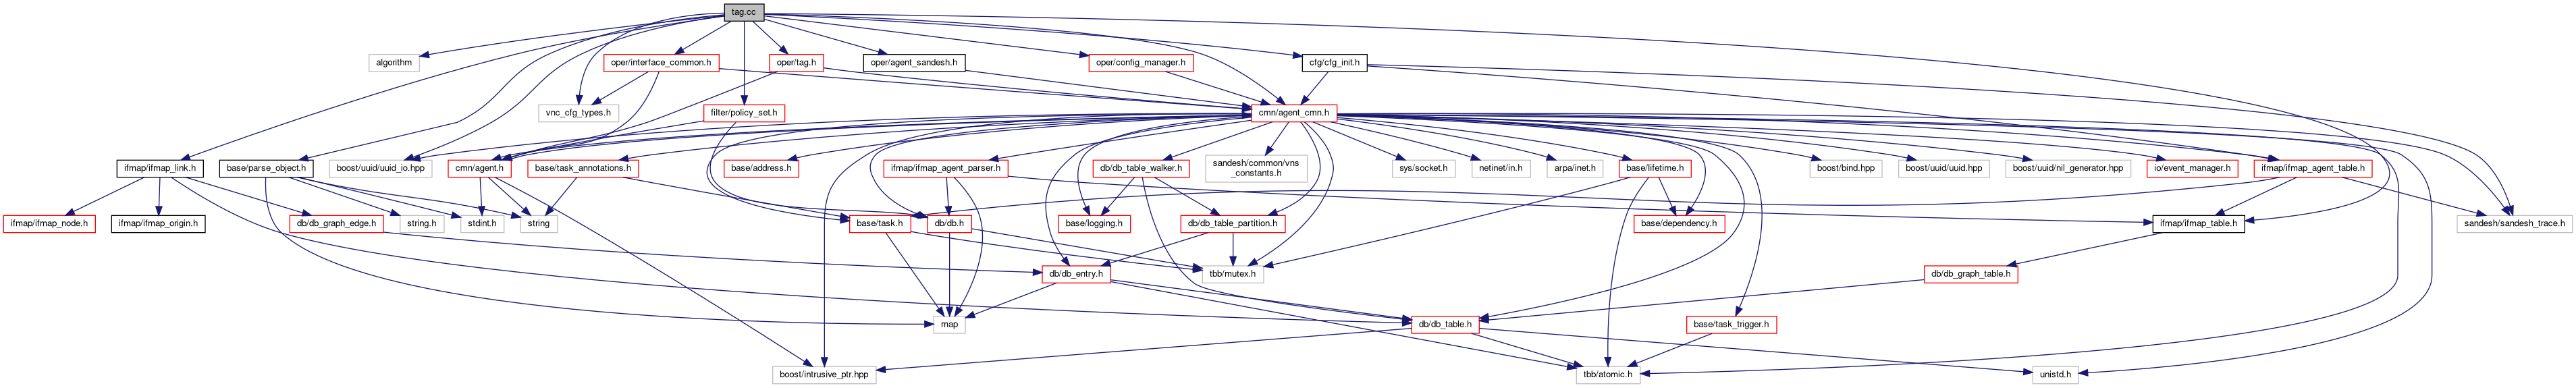 tag.cc
algorithm
oper/interface_common.h
oper/tag.h
oper/agent_sandesh.h
oper/config_manager.h
cfg/cfg_init.h
vnc_cfg_types.h
filter/policy_set.h
cmn/agent_cmn.h
ifmap/ifmap_link.h
base/parse_object.h
boost/uuid/uuid_io.hpp
cmn/agent.h
base/task_annotations.h
base/address.h
ifmap/ifmap_agent_parser.h
db/db_table_walker.h
sandesh/common/vns
_constants.h
sys/socket.h
netinet/in.h
arpa/inet.h
base/lifetime.h
boost/bind.hpp
boost/uuid/uuid.hpp
boost/uuid/nil_generator.hpp
io/event_manager.h
ifmap/ifmap_agent_table.h
ifmap/ifmap_node.h
ifmap/ifmap_origin.h
db/db_graph_edge.h
string.h
stdint.h
string
base/task.h
db/db.h
base/logging.h
db/db_table_partition.h
base/dependency.h
ifmap/ifmap_table.h
sandesh/sandesh_trace.h
db/db_entry.h
tbb/mutex.h
db/db_graph_table.h
map
db/db_table.h
base/task_trigger.h
boost/intrusive_ptr.hpp
tbb/atomic.h
unistd.h